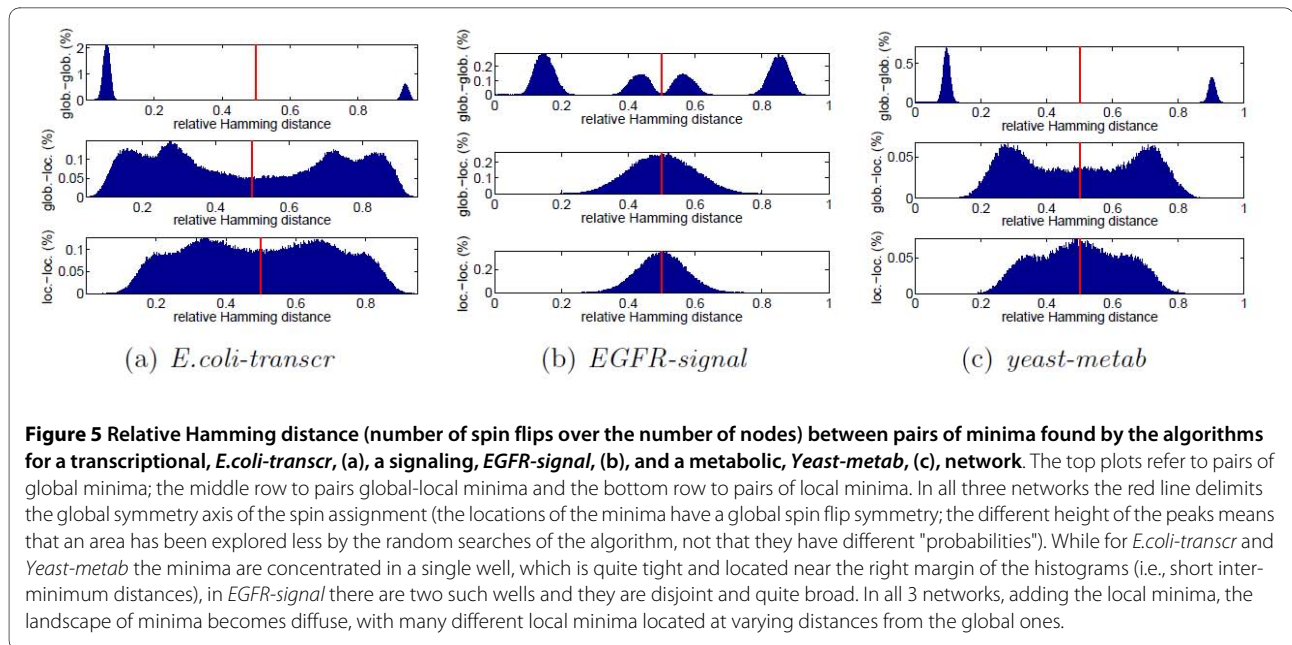 glob.-glob. (%)
2
1
0
0.2 0.4 0.6 0.8
relative Hamming distance
glob.-loc. (%)
0.1
0.05
0
0.2 0.4 0.6 0.8
relative Hamming distance
loc.-loc. (%)
0.1
0.05
0
0.2 0.4 0.6 0.8
relative Hamming distance
(a) E.coli-transcr
glob.-glob. (%)
0.2
0.1
0
0 0.2 0.4 0.6 0.8 1
relative Hamming distance
glob.-loc. (%)
0.2
0.1
0
0 0.2 0.4 0.6 0.8 1
relative Hamming distance
loc.-loc. (%)
0.2
0
0 0.2 0.4 0.6 0.8 1
relative Hamming distance
(b) EGFR-signal
glob.-glob. (%)
0.5
0
0 0.2 0.4 0.6 0.8 1
relative Hamming distance
glob.-loc. (%)
0.05
0
0 0.2 0.4 0.6 0.8 1
relative Hamming distance
loc.-loc. (%)
0.05
0
0 0.2 0.4 0.6 0.8 1
relative Hamming distance
(c) yeast-metab
Figure 5 Relative Hamming distance (number of spin flips over the number of nodes) between pairs of minima found by the algorithms
for a transcriptional, E.coli-transcr, (a), a signaling, EGFR-signal, (b), and a metabolic, Yeast-metab, (c), network. The top plots refer to pairs of
global minima; the middle row to pairs global-local minima and the bottom row to pairs of local minima. In all three networks the red line delimits
the global symmetry axis of the spin assignment (the locations of the minima have a global spin flip symmetry; the different height of the peaks means
that an area has been explored less by the random searches of the algorithm, not that they have different "probabilities"). While for E.coli-transcr and
Yeast-metab the minima are concentrated in a single well, which is quite tight and located near the right margin of the histograms (i.e., short inter-
minimum distances), in EGFR-signal there are two such wells and they are disjoint and quite broad. In all 3 networks, adding the local minima, the
landscape of minima becomes diffuse, with many different local minima located at varying distances from the global ones.